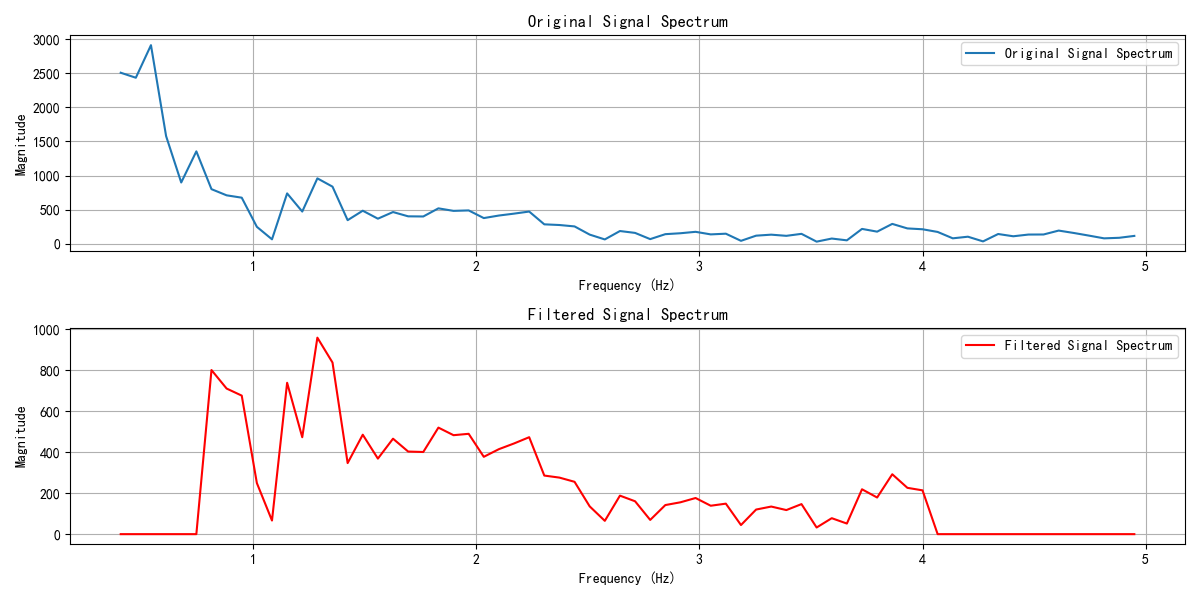 Original Signal Spectrum
3000
2500
2000
1500
1000
500
0
Magnitude
Original Signal Spectrum
1 2 3 4 5
Frequency (Hz)
Filtered Signal Spectrum
1000
800
600
400
200
0
Magnitude
Filtered Signal Spectrum
1 2 3 4 5
Frequency (Hz)